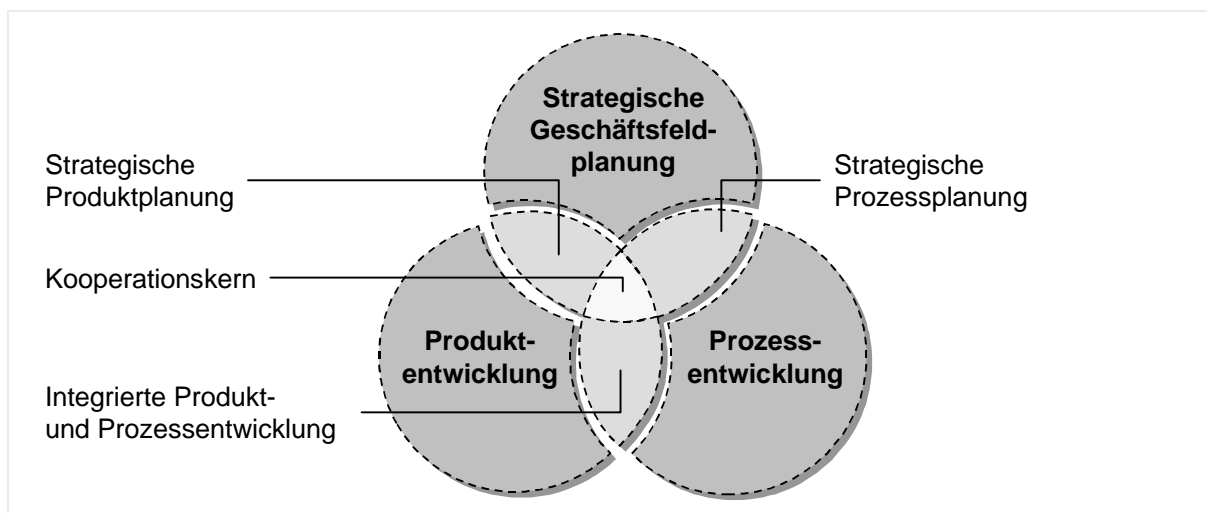 Strategische
Geschäftsfeld-
planung
Strategische
Produktplanung
Strategische
Prozessplanung
Kooperationskern
Produkt-
entwicklung
Prozess-
entwicklung
Integrierte Produkt-
und Prozessentwicklung